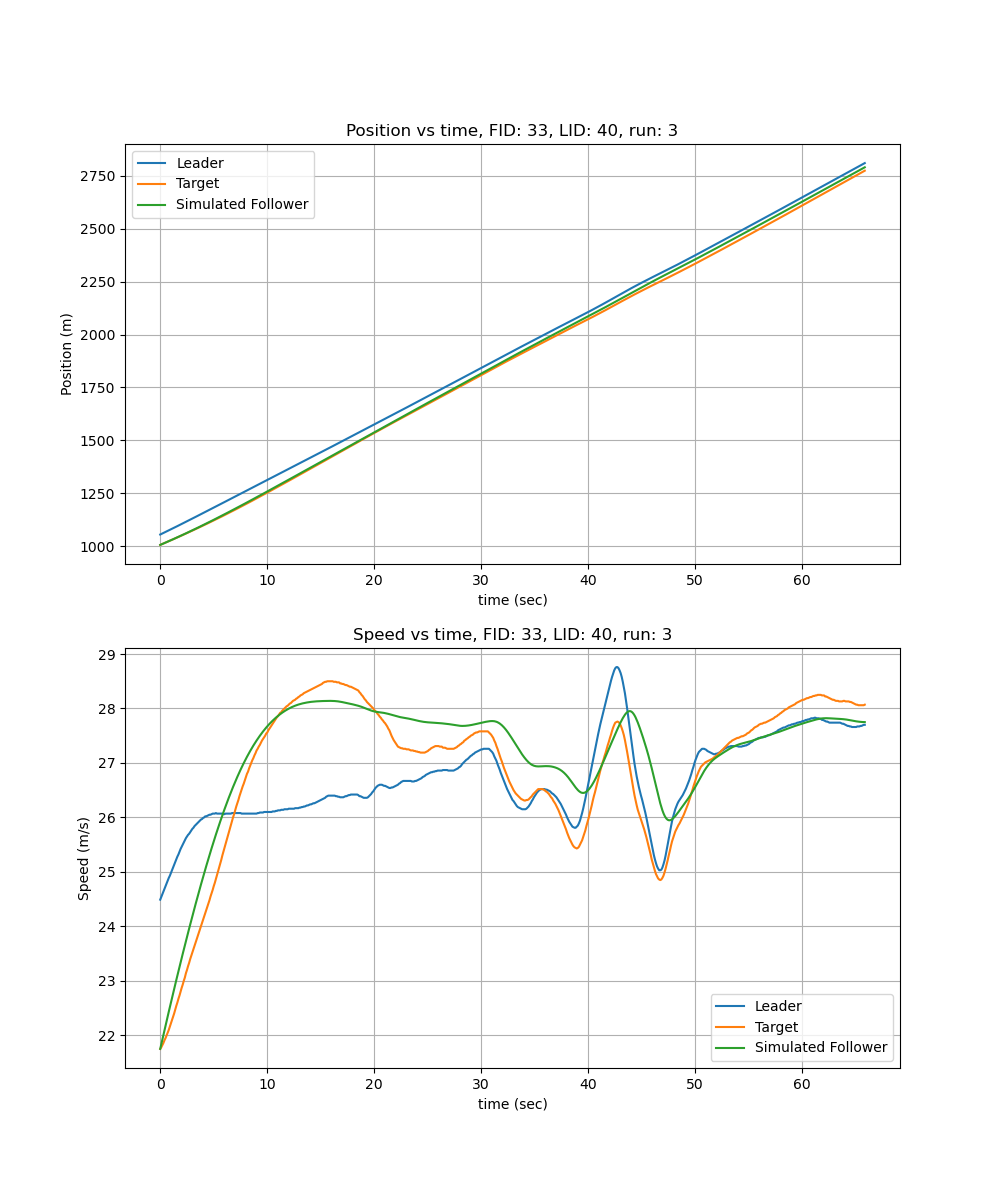 Position vs time, FID: 33, LID: 40, run: 3
Leader
Target
Simulated Follower
2750
2500
2250
2000
1750
1500
1250
1000
Position (m)
0 10 20 30 40 50 60
time (sec)
Speed vs time, FID: 33, LID: 40, run: 3
29
28
27
26
25
24
23
22
Speed (m/s)
Leader
Target
Simulated Follower
0 10 20 30 40 50 60
time (sec)